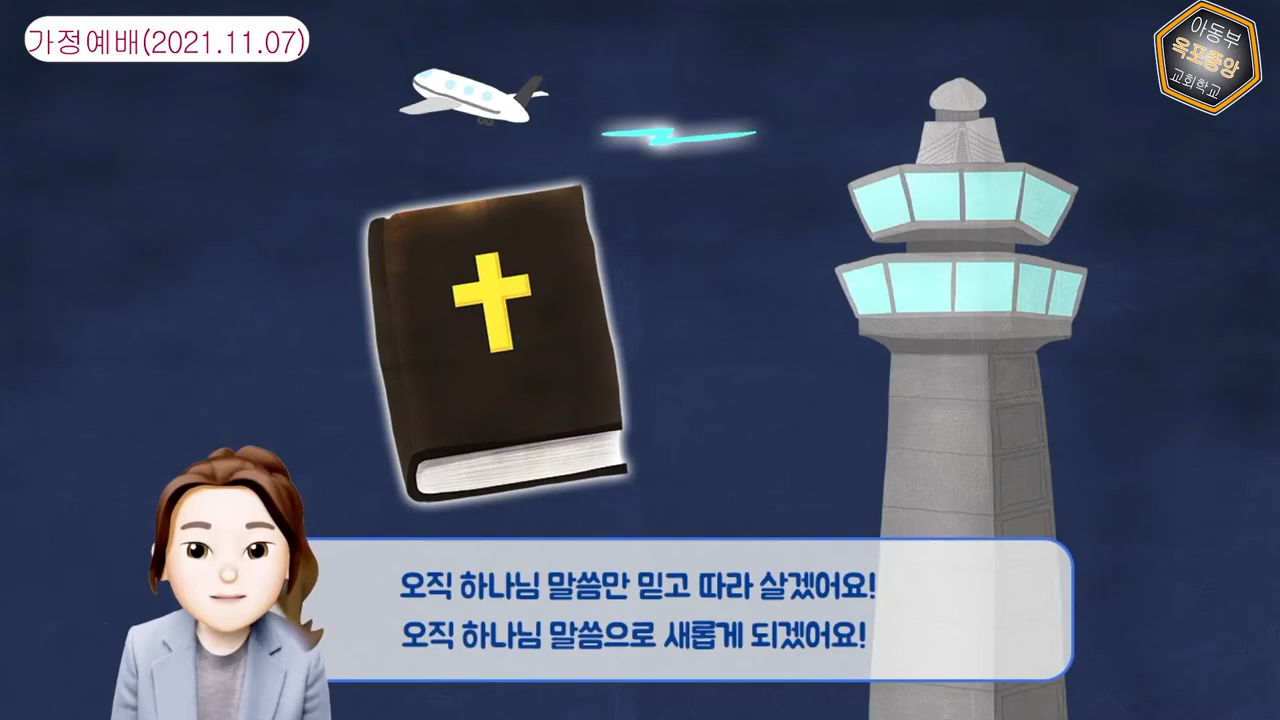 가정예배(2021.11.07)
아동부
옥포중앙
교회학교
오직 하나님 말씀만 믿고 따라 살겠어요!
오직 하나님 말씀으로 새롭게 되겠어요!